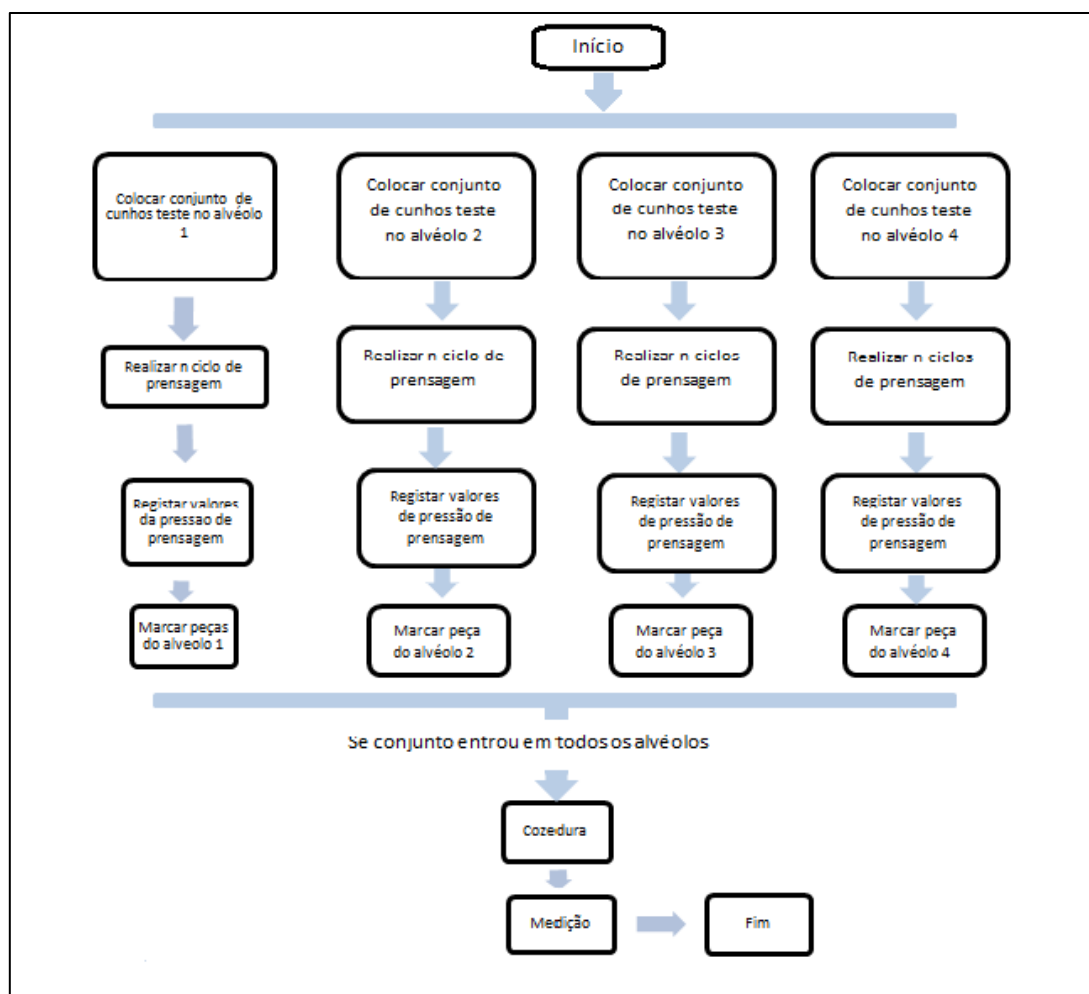 Início
Colocar conjunto de
cunhos teste no alvéolo
1
Colocar conjunto
de cunhos teste
no alvéolo 2
Colocar conjunto
de cunhos teste
no alvéolo 3
Colocar conjunto
de cunhos teste
no alvéolo 4
Realizar n ciclo de
prensagem
Realizar n ciclo de
prensagem
Realizar n ciclos
de prensagem
Realizar n ciclos
de prensagem
Registar valores
da pressao de
prensagem
Registar valores
de pressão de
prensagem
Registar valores
de pressão de
prensagem
Registar valores
de pressão de
prensagem
Marcar peças
do alveolo 1
Marcar peça
do alvéolo 2
Marcar peça
do alvéolo 3
Marcar peça
do alvéolo 4
Se conjunto entrou em todos os alvéolos
Cozedura
Medição
Fim